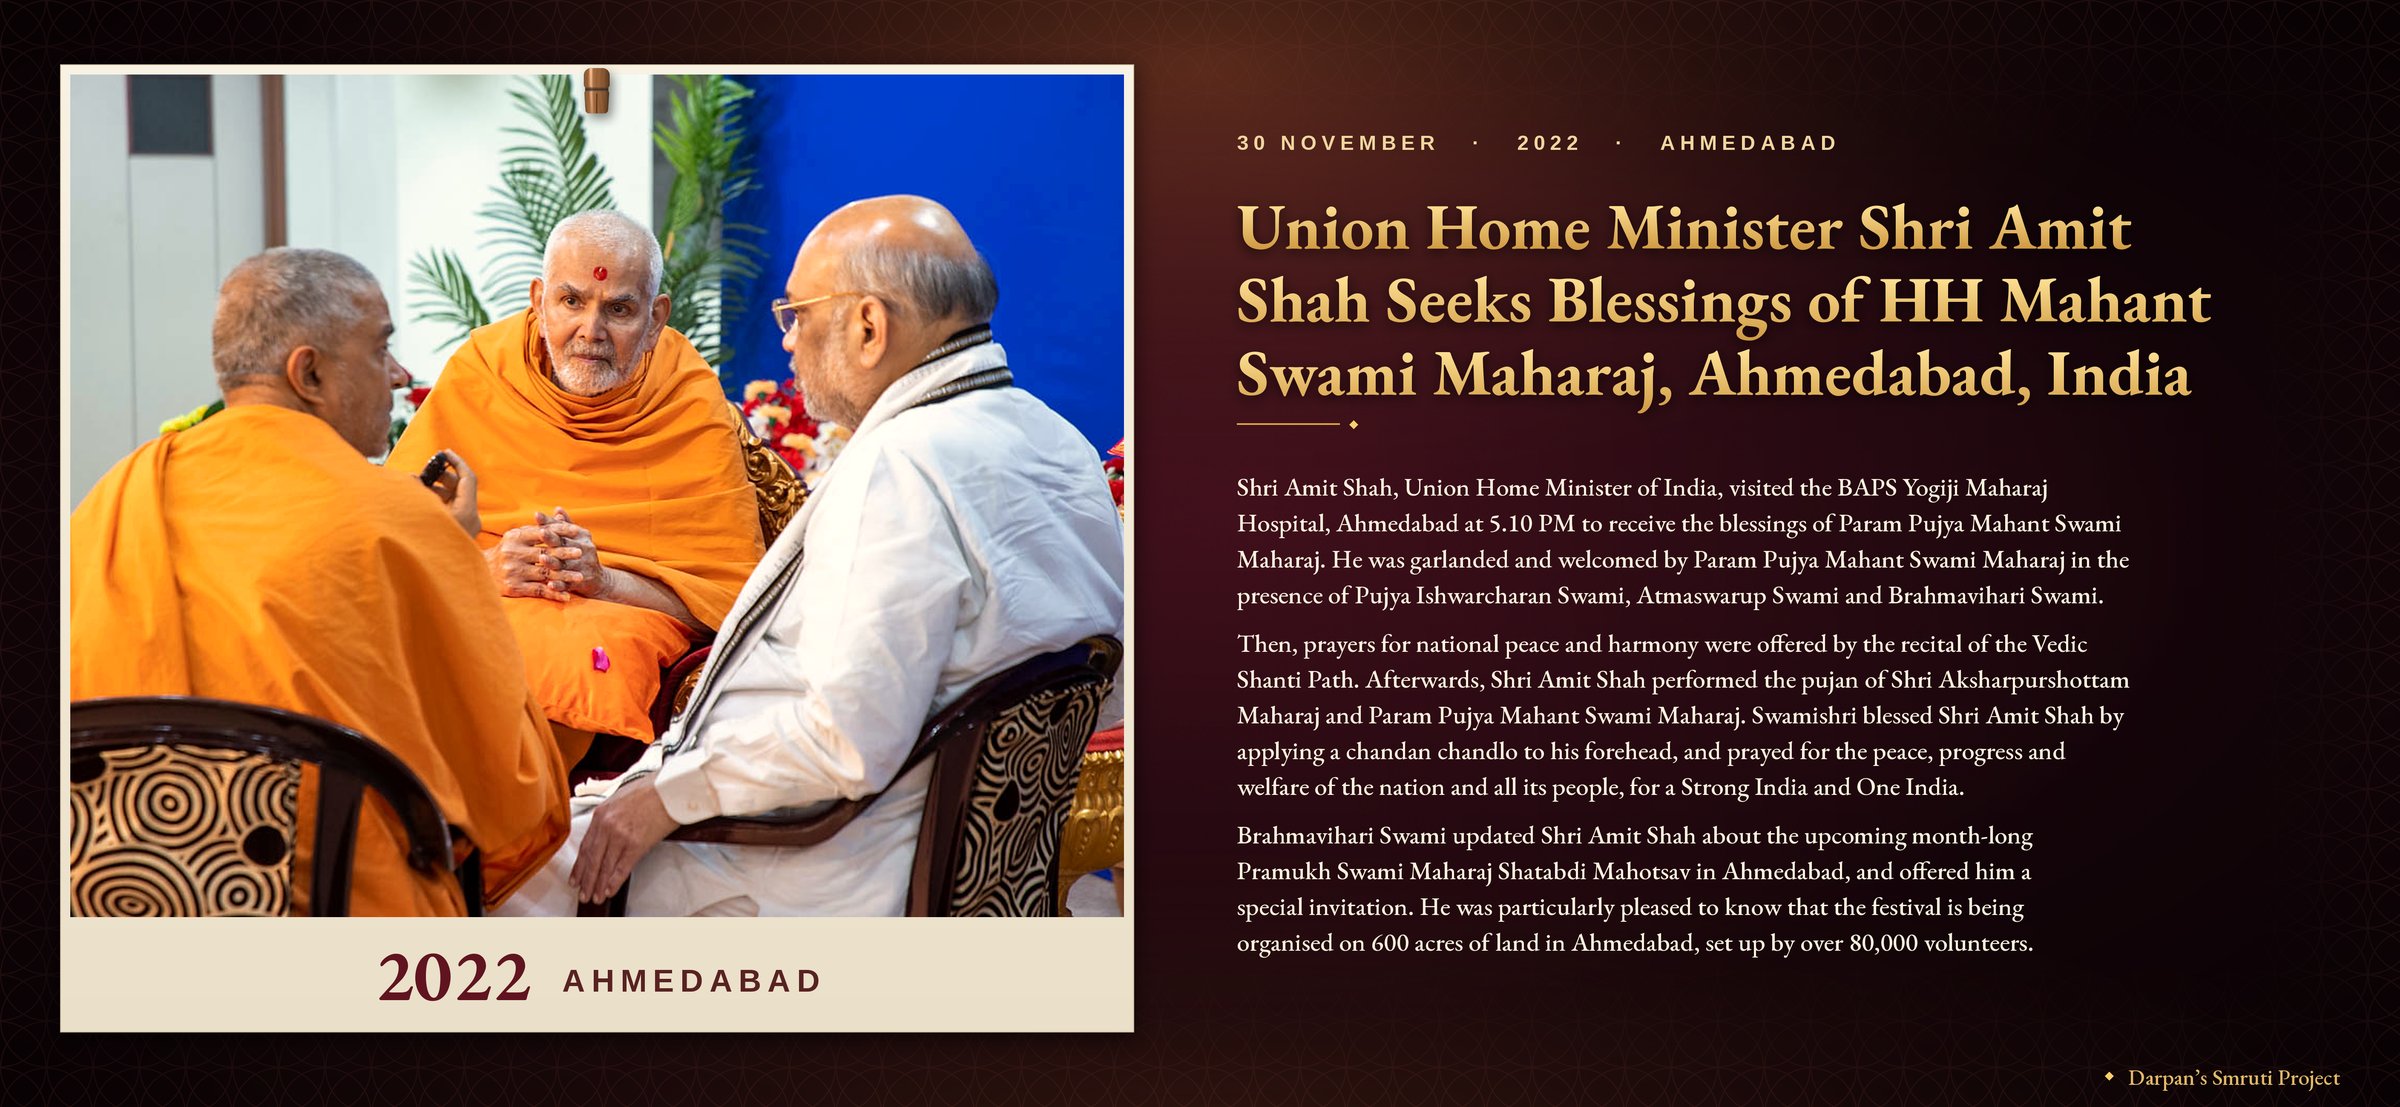 2022 AHMEDABAD
30 NOVEMBER · 2022 · AHMEDABAD
Union Home Minister Shri Amit
Shah Seeks Blessings of HH Mahant
Swami Maharaj, Ahmedabad, India
Shri Amit Shah, Union Home Minister of India, visited the BAPS Yogiji Maharaj
Hospital, Ahmedabad at 5.10 PM to receive the blessings of Param Pujya Mahant Swami
Maharaj. He was garlanded and welcomed by Param Pujya Mahant Swami Maharaj in the
presence of Pujya Ishwarcharan Swami, Atmaswarup Swami and Brahmavihari Swami.
Then, prayers for national peace and harmony were offered by the recital of the Vedic
Shanti Path. Afterwards, Shri Amit Shah performed the pujan of Shri Aksharpurshottam
Maharaj and Param Pujya Mahant Swami Maharaj. Swamishri blessed Shri Amit Shah by
applying a chandan chandlo to his forehead, and prayed for the peace, progress and
welfare of the nation and all its people, for a Strong India and One India.
Brahmavihari Swami updated Shri Amit Shah about the upcoming month-long
Pramukh Swami Maharaj Shatabdi Mahotsav in Ahmedabad, and offered him a
special invitation. He was particularly pleased to know that the festival is being
organised on 600 acres of land in Ahmedabad, set up by over 80,000 volunteers.
Darpan's Smruti Project